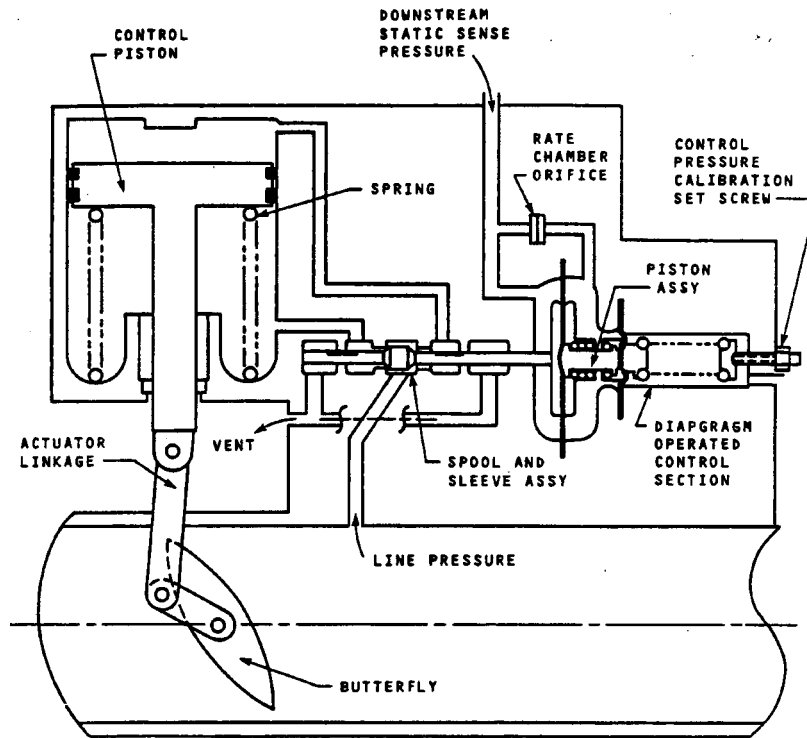 DOWNSTREAM
STATIC SENSE
PRESSURE
CONTROL
PISTON
RATE
CHAMBER
ORIFICE
CONTROL
PRESSURE
CALIBRATION
SET SCREW
SPRING
PISTON
ASSY
VENT
ACTUATOR
LINKAGE
SPOOL AND
SLEEVE ASSY
DIAPGRAGM
OPERATED
CONTROL
SECTION
LINE PRESSURE
BUTTERFLY